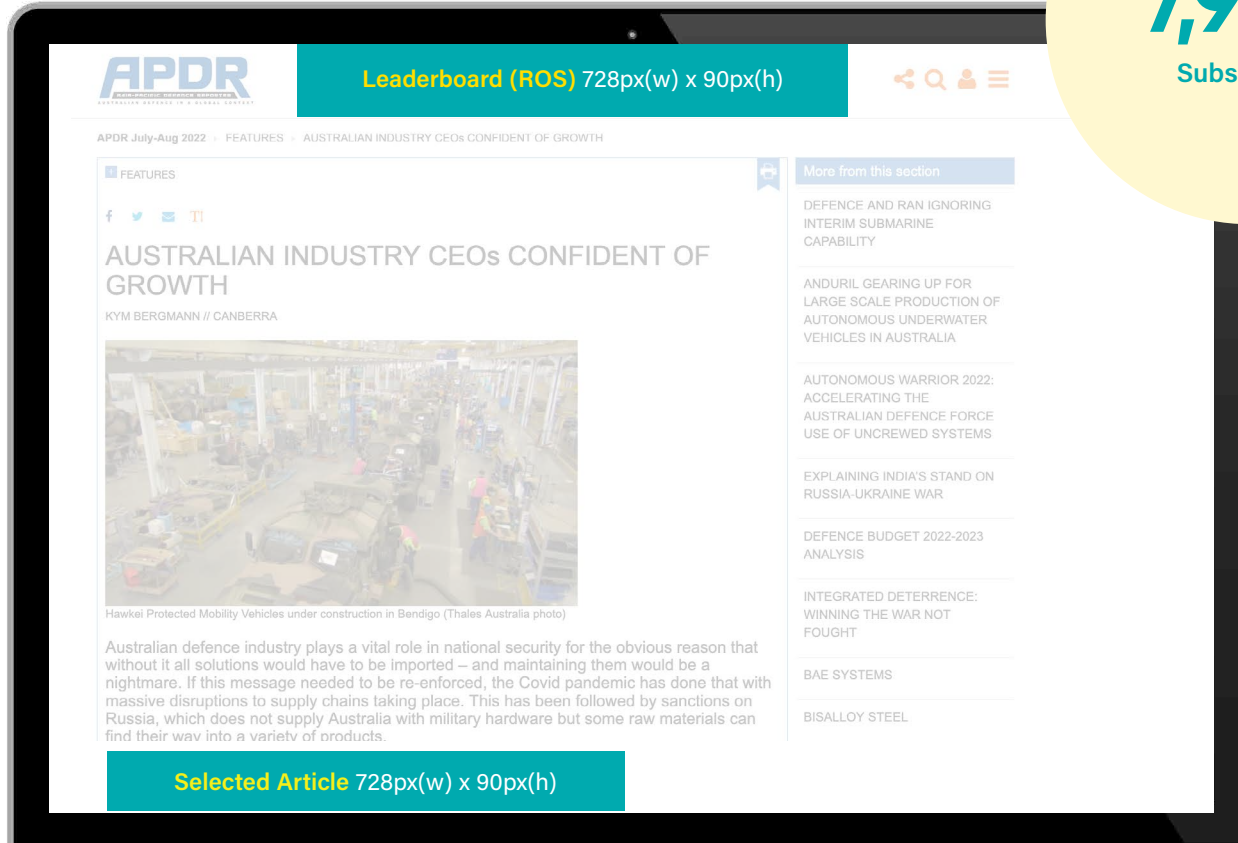 7,9
Subs
APDR
ASIA-PACIFIC DEFENCE REPORTER
AUSTRALIAN DEFENCE IN A GLOBAL CONTEXT
Leaderboard (ROS) 728px(w) x 90px(h)
APDR July-Aug 2022 FEATURES AUSTRALIAN INDUSTRY CEOs CONFIDENT OF GROWTH
FEATURES
f TI
AUSTRALIAN INDUSTRY CEOs CONFIDENT OF
GROWTH
KYM BERGMANN // CANBERRA
Hawkei Protected Mobility Vehicles under construction in Bendigo (Thales Australia photo)
Australian defence industry plays a vital role in national security for the obvious reason that
without it all solutions would have to be imported – and maintaining them would be a
nightmare. If this message needed to be re-enforced, the Covid pandemic has done that with
massive disruptions to supply chains taking place. This has been followed by sanctions on
Russia, which does not supply Australia with military hardware but some raw materials can
find their way into a variety of products.
Selected Article 728px(w) x 90px(h)
More from this section
DEFENCE AND RAN IGNORING
INTERIM SUBMARINE
CAPABILITY
ANDURIL GEARING UP FOR
LARGE SCALE PRODUCTION OF
AUTONOMOUS UNDERWATER
VEHICLES IN AUSTRALIA
AUTONOMOUS WARRIOR 2022:
ACCELERATING THE
AUSTRALIAN DEFENCE FORCE
USE OF UNCREWED SYSTEMS
EXPLAINING INDIA'S STAND ON
RUSSIA-UKRAINE WAR
DEFENCE BUDGET 2022-2023
ANALYSIS
INTEGRATED DETERRENCE:
WINNING THE WAR NOT
FOUGHT
BAE SYSTEMS
BISALLOY STEEL